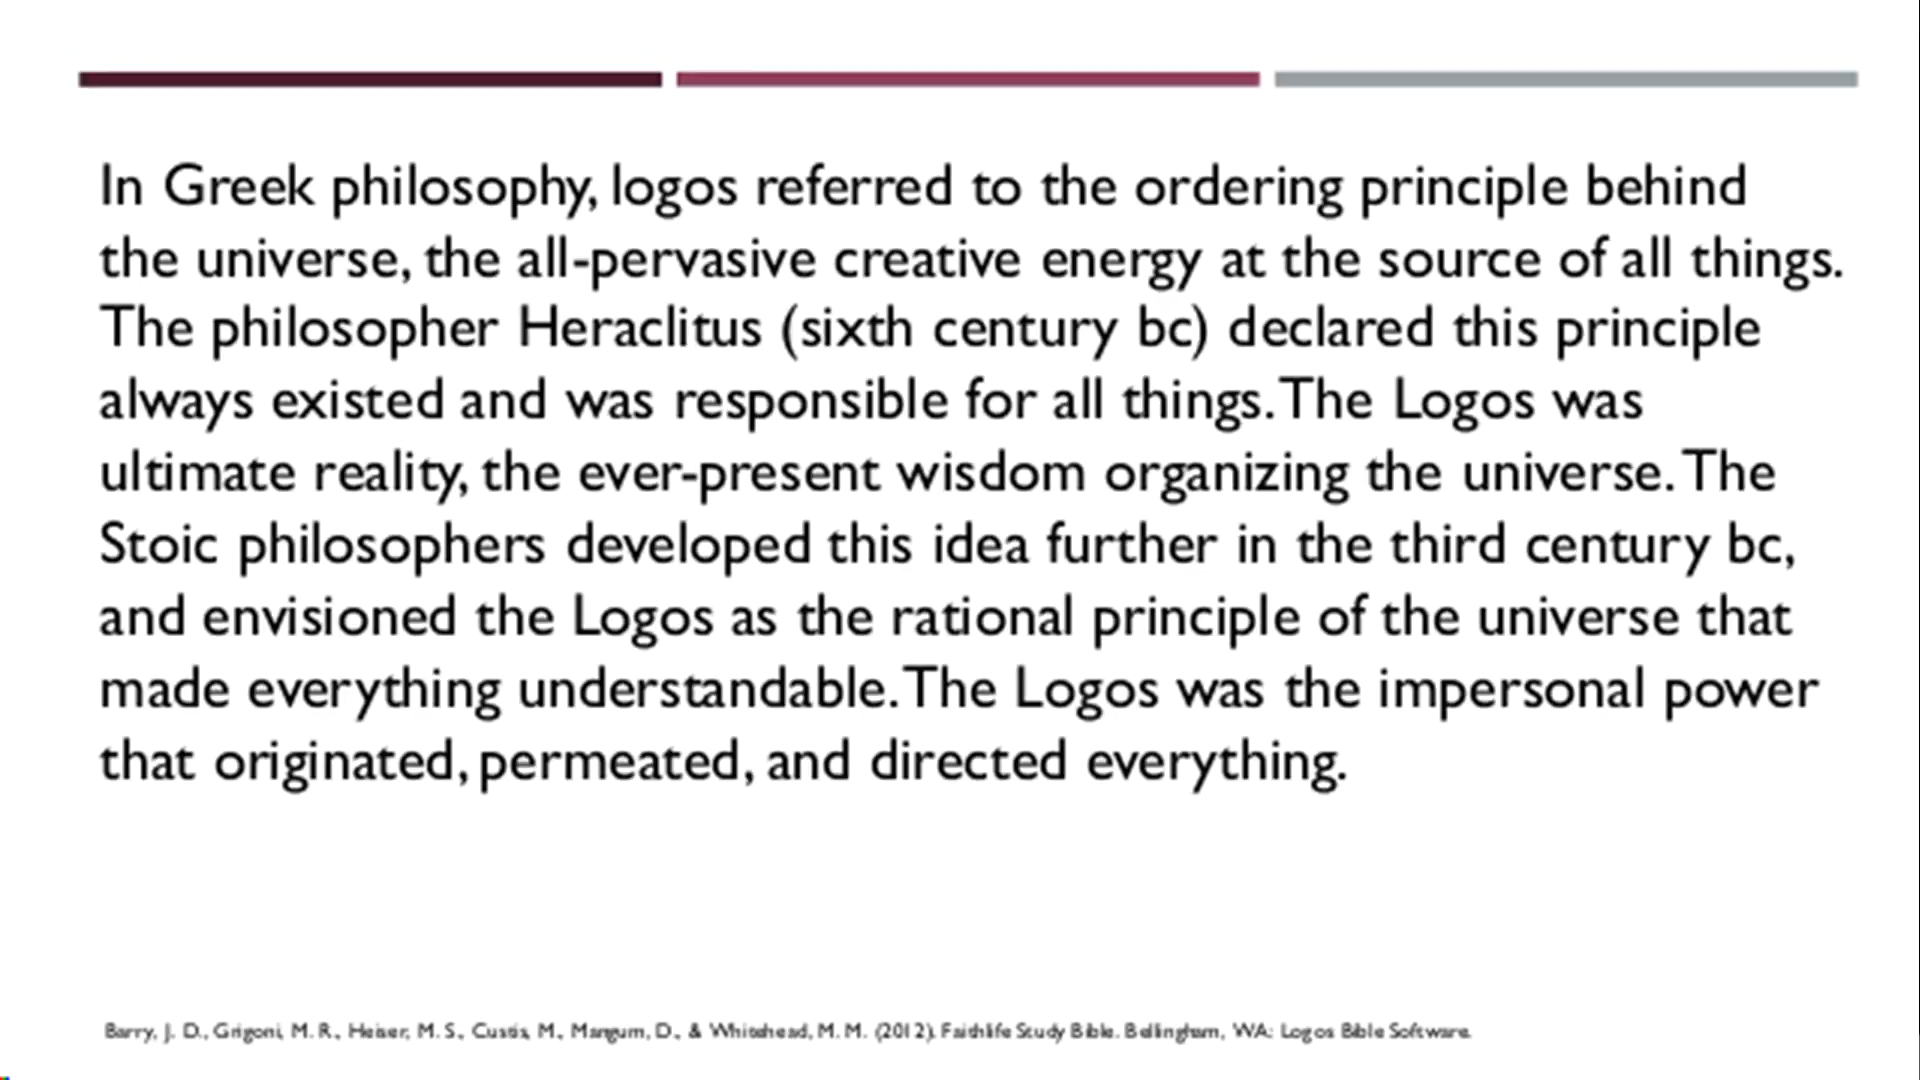 In Greek philosophy, logos referred to the ordering principle behind
the universe, the all-pervasive creative energy at the source of all things.
The philosopher Heraclitus (sixth century bc) declared this principle
always existed and was responsible for all things. The Logos was
ultimate reality, the ever-present wisdom organizing the universe. The
Stoic philosophers developed this idea further in the third century bc,
and envisioned the Logos as the rational principle of the universe that
made everything understandable. The Logos was the impersonal power
that originated, permeated, and directed everything.
Barry, J. D., Grigoni, M. R., Heiser, M. S., Custis, M., Mangum, D., & Whitehead, M. M. (2012). Faithlife Study Bible. Bellingham, WA: Logos Bible Software.